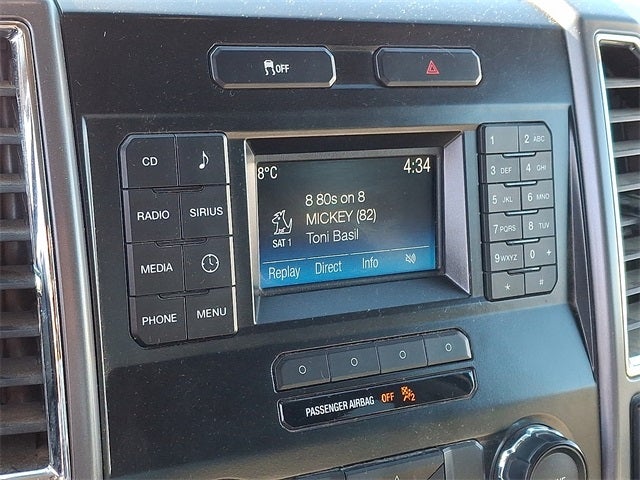 OFF
8°C 4:34
8 80s on 8
MICKEY (82)
Toni Basil
SAT 1
Replay Direct Info
CD
RADIO SIRIUS
MEDIA
PHONE MENU
1 2 ABC
3 DEF 4 GHI
5 JKL 6 MNO
7 PQRS 8 TUV
9 WXYZ 0 +
* #
PASSENGER AIRBAG OFF 2